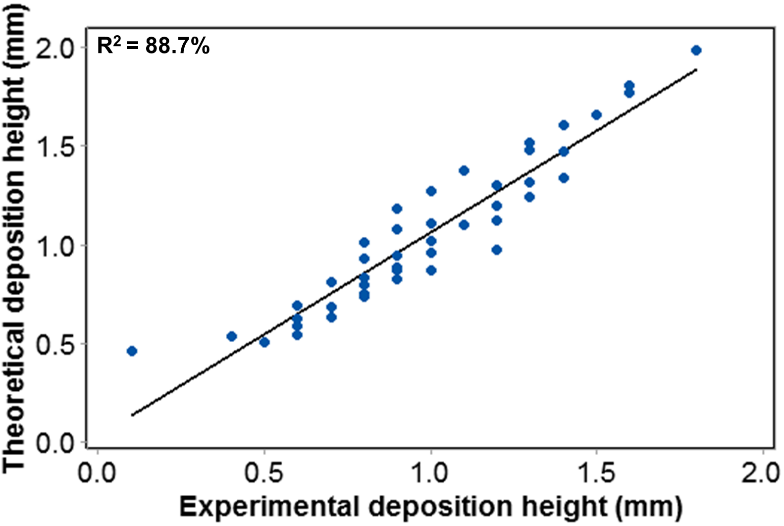 R² = 88.7%
Theoretical deposition height (mm)
2.0
1.5
1.0
0.5
0.0
0.0 0.5 1.0 1.5 2.0
Experimental deposition height (mm)